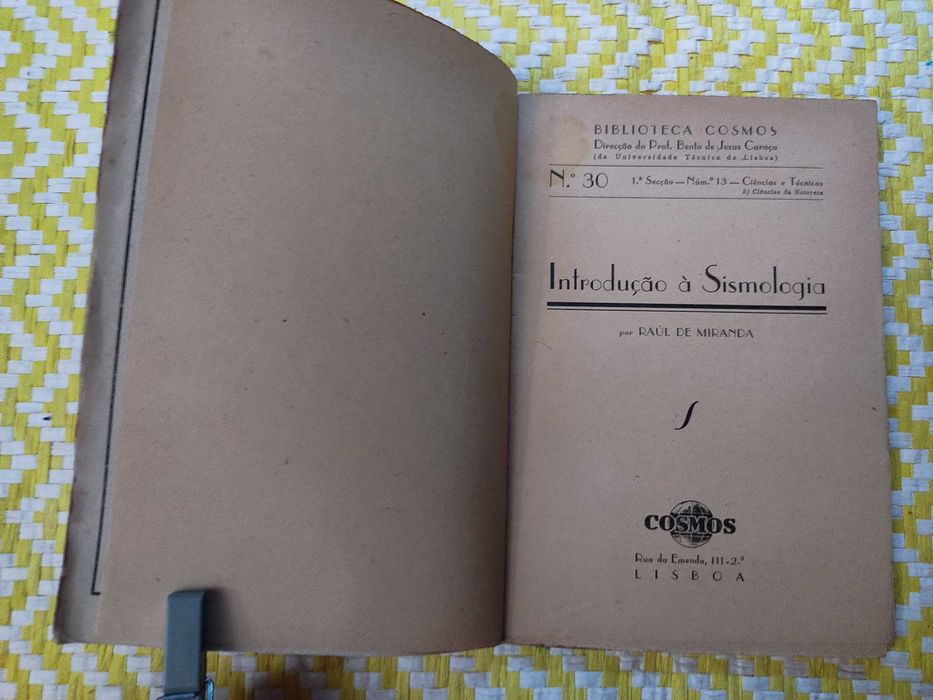 BIBLIOTECA COSMOS
Direcção do Prof. Bento de Jesus Caraça
(da Universidade Técnica de Lisboa)
N.º 30 1.ª Secção — Núm.º 13 — Ciências e Técnicas
b) Ciências da Natureza
Introdução à Sismologia
por RAÚL DE MIRANDA
COSMOS
Rua da Emenda, 111-2.º
LISBOA